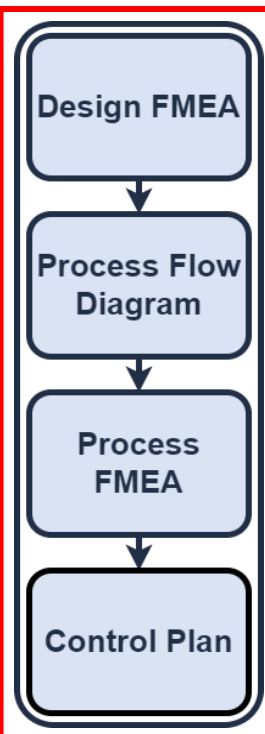 Design FMEA
Process Flow
Diagram
Process
FMEA
Control Plan